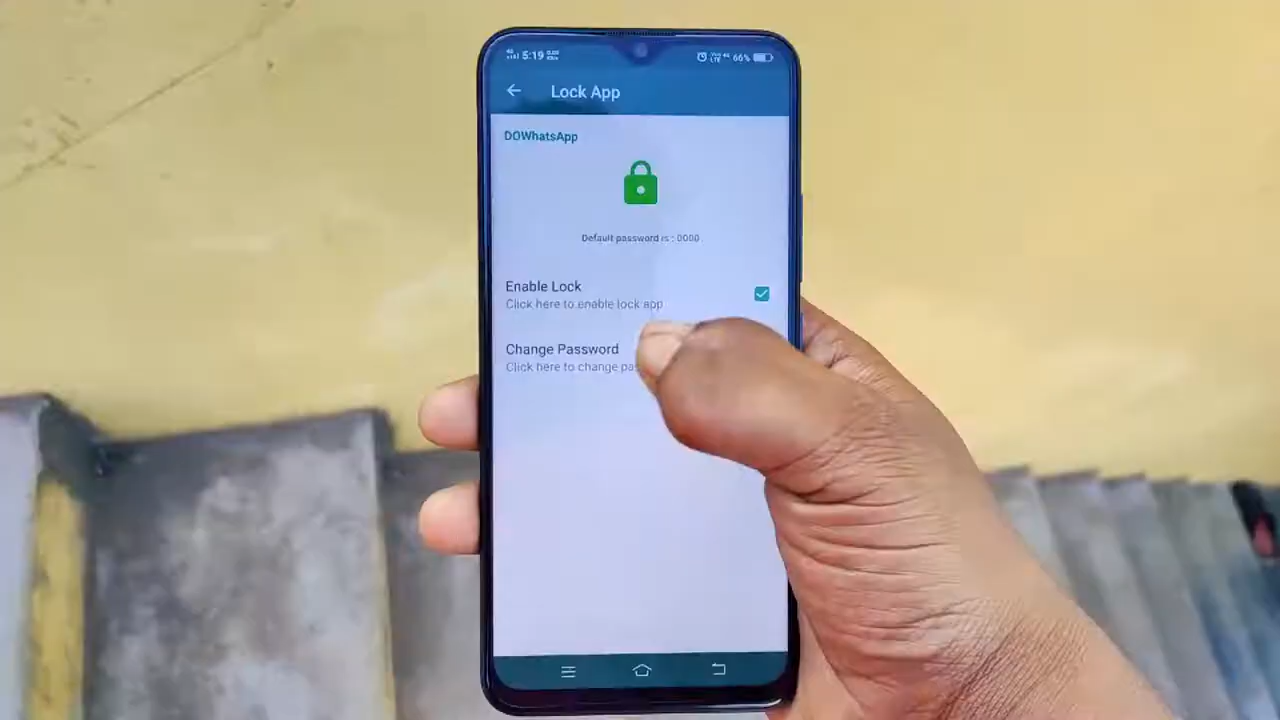 5:19
66%
Lock App
DOWhatsApp
Default password is : 0000
Enable Lock
Click here to enable lock app
Change Password
Click here to change